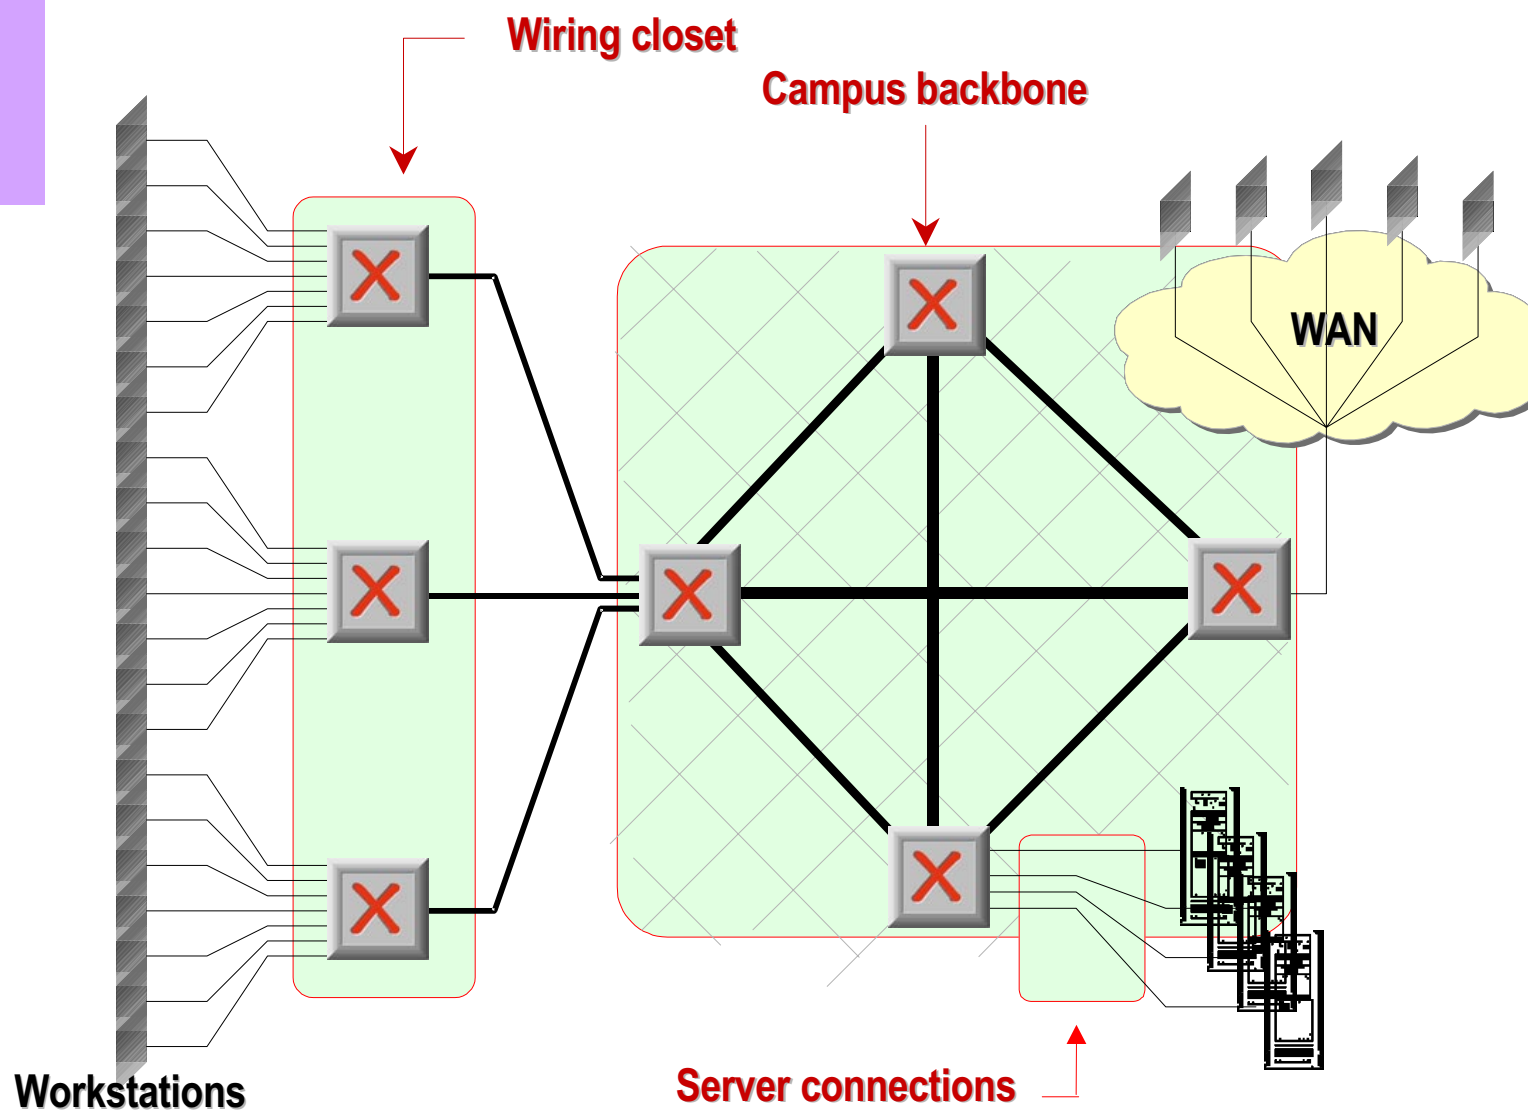 Wiring closet
Campus backbone
WAN
Workstations
Server connections